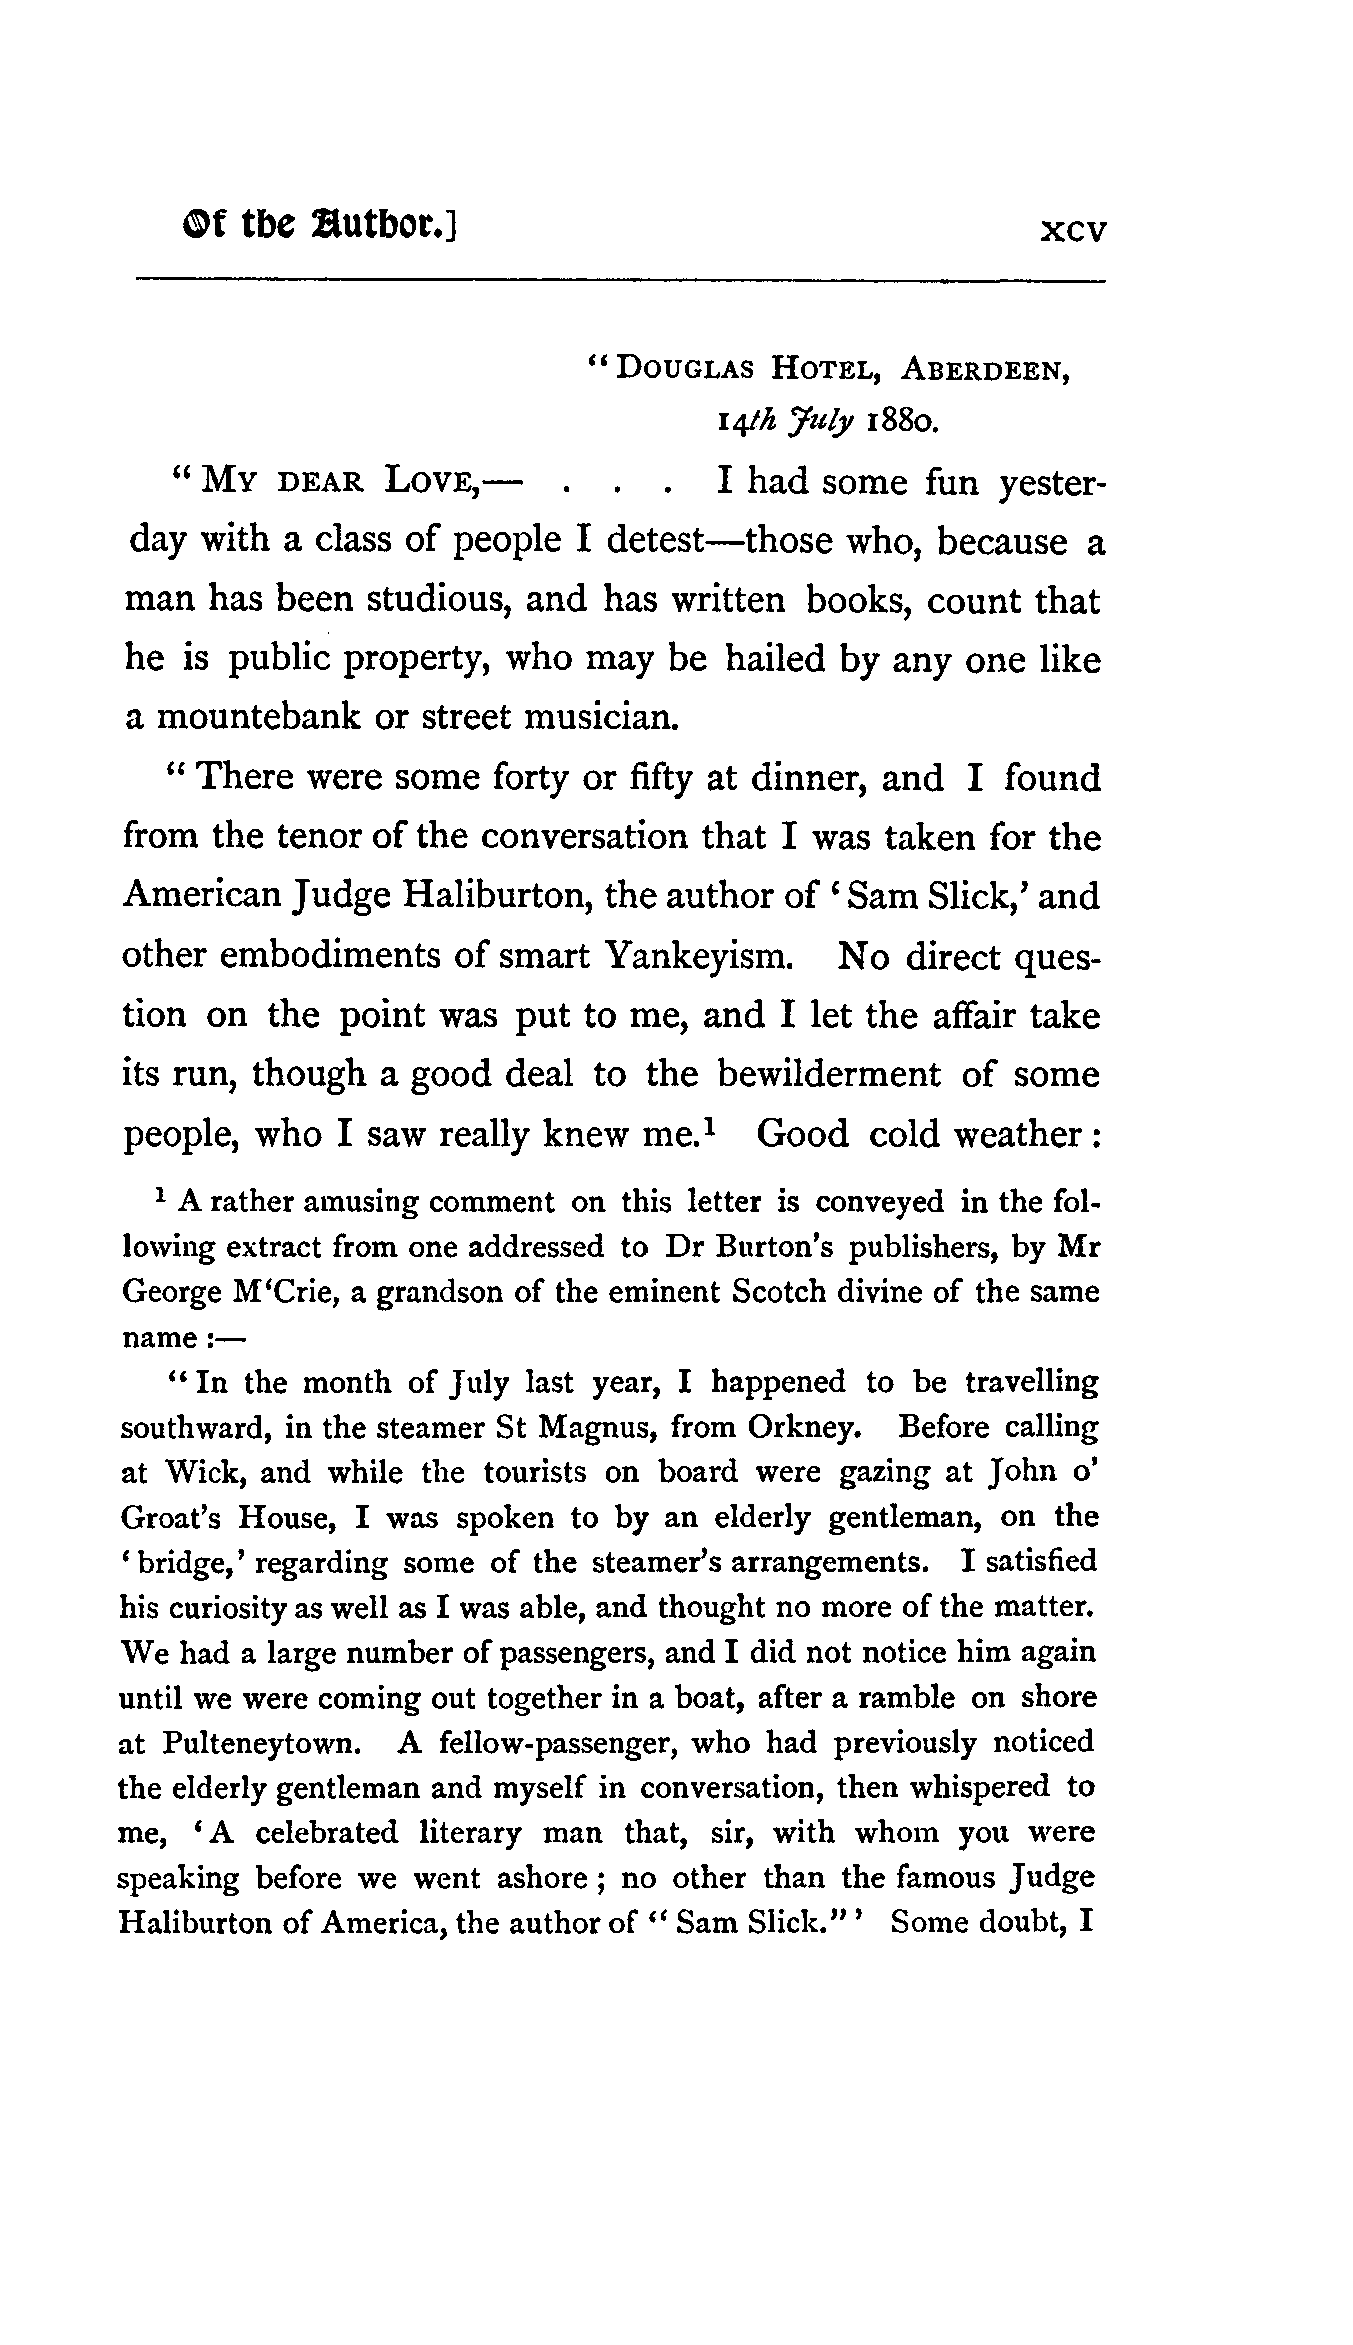 Of the Author.] xcv
“DOUGLAS HOTEL, ABERDEEN,
14th July 1880.
“MY DEAR LOVE,— . . . I had some fun yester-
day with a class of people I detest—those who, because a
man has been studious, and has written books, count that
he is public property, who may be hailed by any one like
a mountebank or street musician.
“There were some forty or fifty at dinner, and I found
from the tenor of the conversation that I was taken for the
American Judge Haliburton, the author of ‘Sam Slick,’ and
other embodiments of smart Yankeyism. No direct ques-
tion on the point was put to me, and I let the affair take
its run, though a good deal to the bewilderment of some
people, who I saw really knew me.¹ Good cold weather :
¹ A rather amusing comment on this letter is conveyed in the fol-
lowing extract from one addressed to Dr Burton’s publishers, by Mr
George M‘Crie, a grandson of the eminent Scotch divine of the same
name :—
“In the month of July last year, I happened to be travelling
southward, in the steamer St Magnus, from Orkney. Before calling
at Wick, and while the tourists on board were gazing at John o’
Groat’s House, I was spoken to by an elderly gentleman, on the
‘bridge,’ regarding some of the steamer’s arrangements. I satisfied
his curiosity as well as I was able, and thought no more of the matter.
We had a large number of passengers, and I did not notice him again
until we were coming out together in a boat, after a ramble on shore
at Pulteneytown. A fellow-passenger, who had previously noticed
the elderly gentleman and myself in conversation, then whispered to
me, ‘A celebrated literary man that, sir, with whom you were
speaking before we went ashore ; no other than the famous Judge
Haliburton of America, the author of “Sam Slick.”’ Some doubt, I